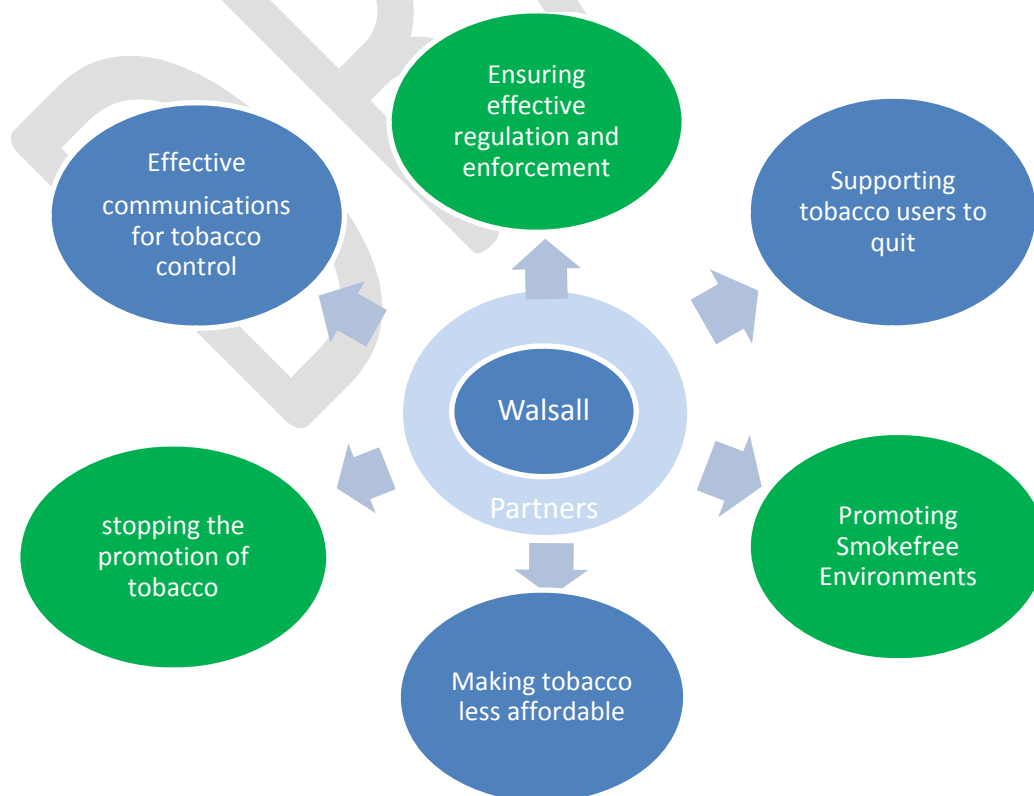 Ensuring
effective
regulation and
enforcement
Effective
communications
for tobacco
control
Supporting
tobacco users to
quit
Walsall
Partners
stopping the
promotion of
tobacco
Promoting
Smokefree
Environments
Making tobacco
less affordable